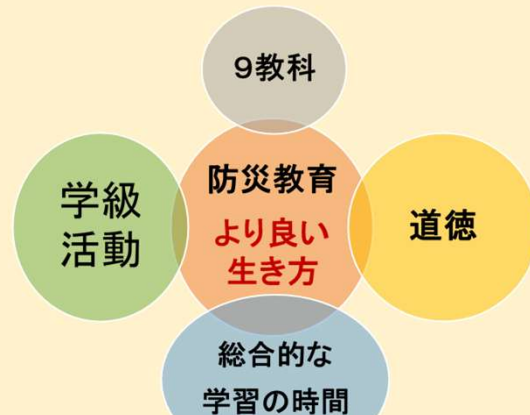 9教科
学級
活動
防災教育
より良い
生き方
道徳
総合的な
学習の時間